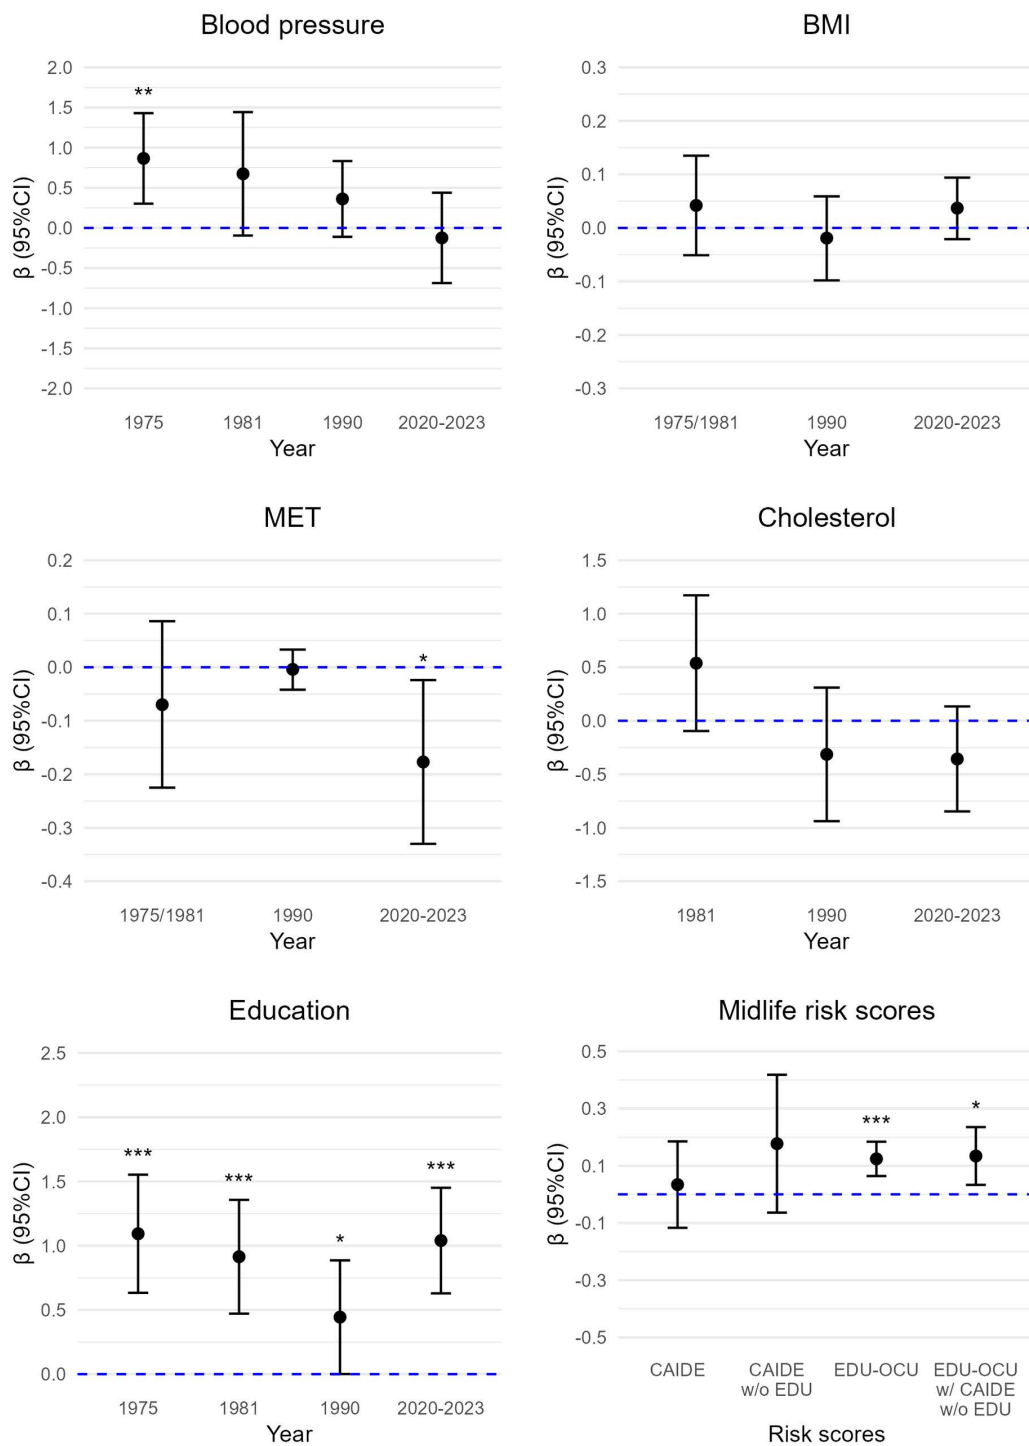 Blood pressure
2.0
**
1.5
1.0
0.5
0.0
-0.5
-1.0
-1.5
-2.0
β (95%CI)
1975 1981 1990 2020-2023
Year
BMI
0.3
0.2
0.1
0.0
-0.1
-0.2
-0.3
β (95%CI)
1975/1981 1990 2020-2023
Year
MET
0.2
0.1
0.0
*
-0.1
-0.2
-0.3
-0.4
β (95%CI)
1975/1981 1990 2020-2023
Year
Cholesterol
1.5
1.0
0.5
0.0
-0.5
-1.0
-1.5
β (95%CI)
1981 1990 2020-2023
Year
Education
2.5
2.0
*** *** * ***
1.5
1.0
0.5
0.0
β (95%CI)
1975 1981 1990 2020-2023
Year
Midlife risk scores
0.5
0.3
*** *
0.1
-0.1
-0.3
-0.5
β (95%CI)
CAIDE
CAIDE
w/o EDU
EDU-OCU
EDU-OCU
w/ CAIDE
w/o EDU
Risk scores